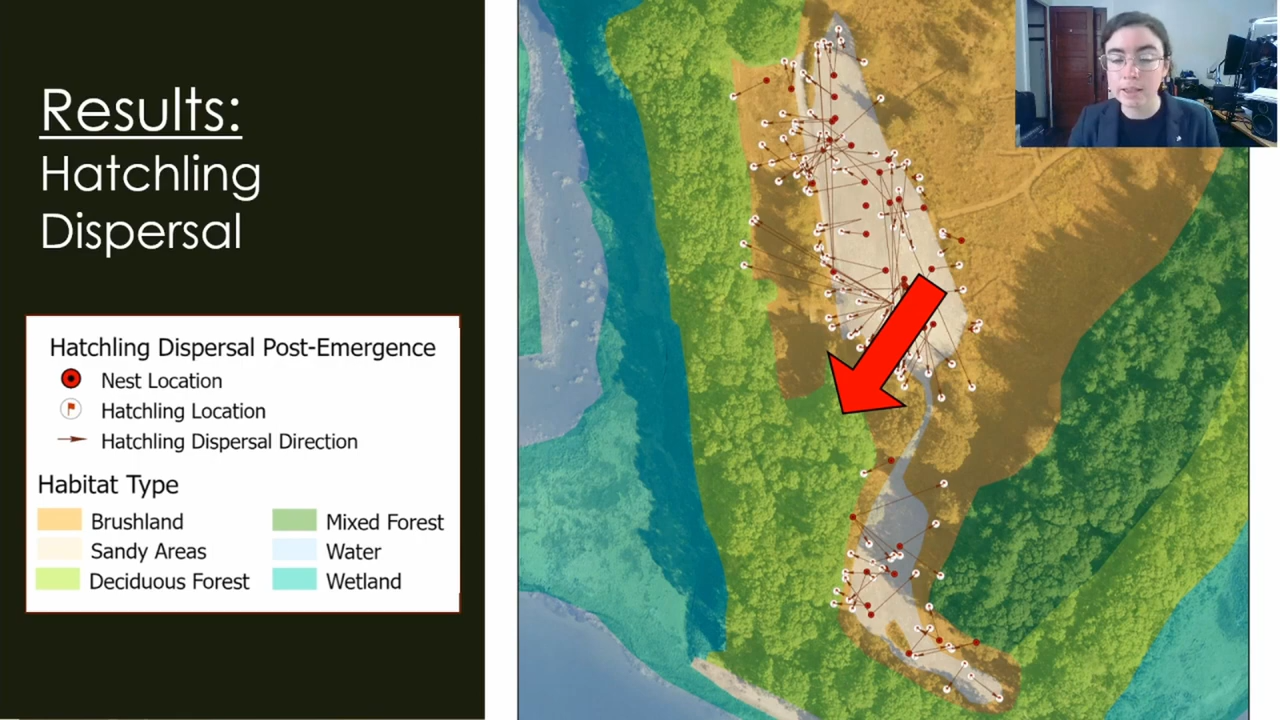 Results:
Hatchling
Dispersal
Hatchling Dispersal Post-Emergence
Nest Location
Hatchling Location
Hatchling Dispersal Direction
Habitat Type
Brushland
Sandy Areas
Deciduous Forest
Mixed Forest
Water
Wetland